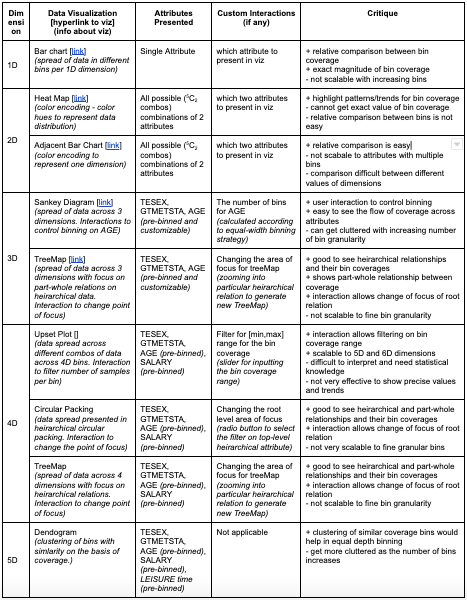 Dim
ensi
on
Data Visualization
[hyperlink to viz]
(info about viz)
Attributes
Presented
Custom Interactions
(if any)
Critique
1D
Bar chart [link]
(spread of data in different
bins per 1D dimension)
Single Attribute
which attribute to
present in viz
+ relative comparison between bin
coverage
+ exact magnitude of bin coverage
- not scalable with increasing bins
2D
Heat Map [link]
(color encoding - color
hues to represent data
distribution)
All possible (⁵C₂
combos)
combinations of 2
attributes
which two attributes
to present in viz
+ highlight patterns/trends for bin coverage
- cannot get exact value of bin coverage
- relative comparison between bins is not
easy
Adjacent Bar Chart [link]
(color encoding to
represent one dimension)
All possible (⁵C₂
combos)
combinations of 2
attributes
which two attributes
to present in viz
+ relative comparison is easy
- not scabale to attributes with multiple
bins
- comparison difficult between different
values of dimensions
3D
Sankey Diagram [link]
(spread of data across 3
dimensions. Interactions to
control binning on AGE)
TESEX,
GTMETSTA, AGE
(pre-binned and
customizable)
The number of bins
for AGE
(calculated according
to equal-width binning
strategy)
+ user interaction to control binning
+ easy to see the flow of coverage across
attributes
- can get cluttered with increasing number
of bin granularity
TreeMap [link]
(spread of data across 3
dimensions with focus on
part-whole relations on
heirarchical data.
Interaction to change point
of focus)
TESEX,
GTMETSTA, AGE
(pre-binned and
customizable)
Changing the area of
focus for treeMap
(zooming into
particular heirarchical
relation to generate
new TreeMap)
+ good to see heirarchical relationships
and their bin coverages
+ shows part-whole relationship between
coverage
+ interaction allows change of focus of root
relation
- not scalable to fine bin granularity
4D
Upset Plot []
(data spread across
different combos of data
across 4D bins. Interaction
to filter number of samples
per bin)
TESEX,
GTMETSTA,
AGE (pre-binned),
SALARY
(pre-binned)
Filter for [min,max]
range for the bin
coverage
(slider for inputting
the bin coverage
range)
+ interaction allows filtering on bin
coverage range
+ scalable to 5D and 6D dimensions
- difficult to interpret and need statistical
knowledge
- not very effective to show precise values
and trends
Circular Packing
(data spread presented in
heirarchical circular
packing. Interaction to
change the point of focus)
TESEX,
GTMETSTA,
AGE (pre-binned),
SALARY
(pre-binned)
Changing the root
level area of focus
(radio button to select
the filter on top-level
heirarchical attribute)
+ good to see heirarchical and part-whole
relationships and their bin coverages
+ interaction allows change of focus of root
relation
- not very scalable to fine granular bins
TreeMap
(spread of data across 4
dimensions with focus on
heirarchical relations.
Interaction to change point
of focus)
TESEX,
GTMETSTA,
AGE (pre-binned),
SALARY
(pre-binned)
Changing the area of
focus for treeMap
(zooming into
particular heirarchical
relation to generate
new TreeMap)
+ good to see heirarchical and part-whole
relationships and their bin coverages
+ interaction allows change of focus of root
relation
- not scalable to fine bin granularity
5D
Dendogram
(clustering of bins with
simlarity on the basis of
coverage.)
TESEX,
GTMETSTA,
AGE (pre-binned),
SALARY
(pre-binned),
LEISURE time
(pre-binned)
Not applicable
+ clustering of similar coverage bins would
help in equal depth binning
- get more cluttered as the number of bins
increases